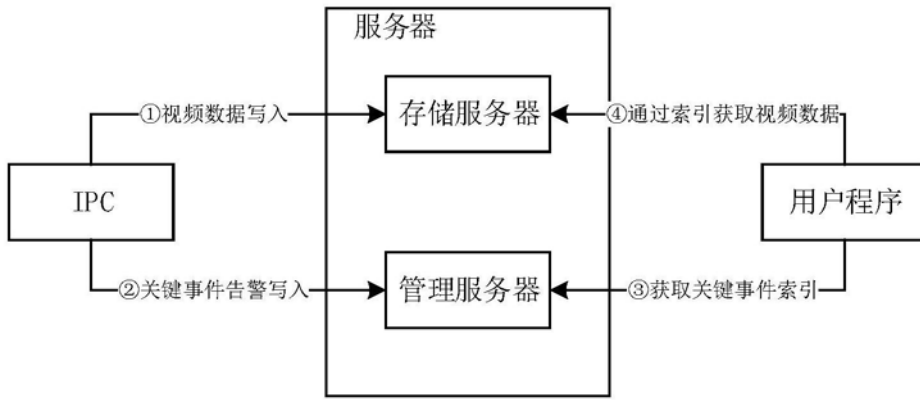 服务器
①视频数据写入
存储服务器
④通过索引获取视频数据
IPC
用户程序
②关键事件告警写入
管理服务器
③获取关键事件索引